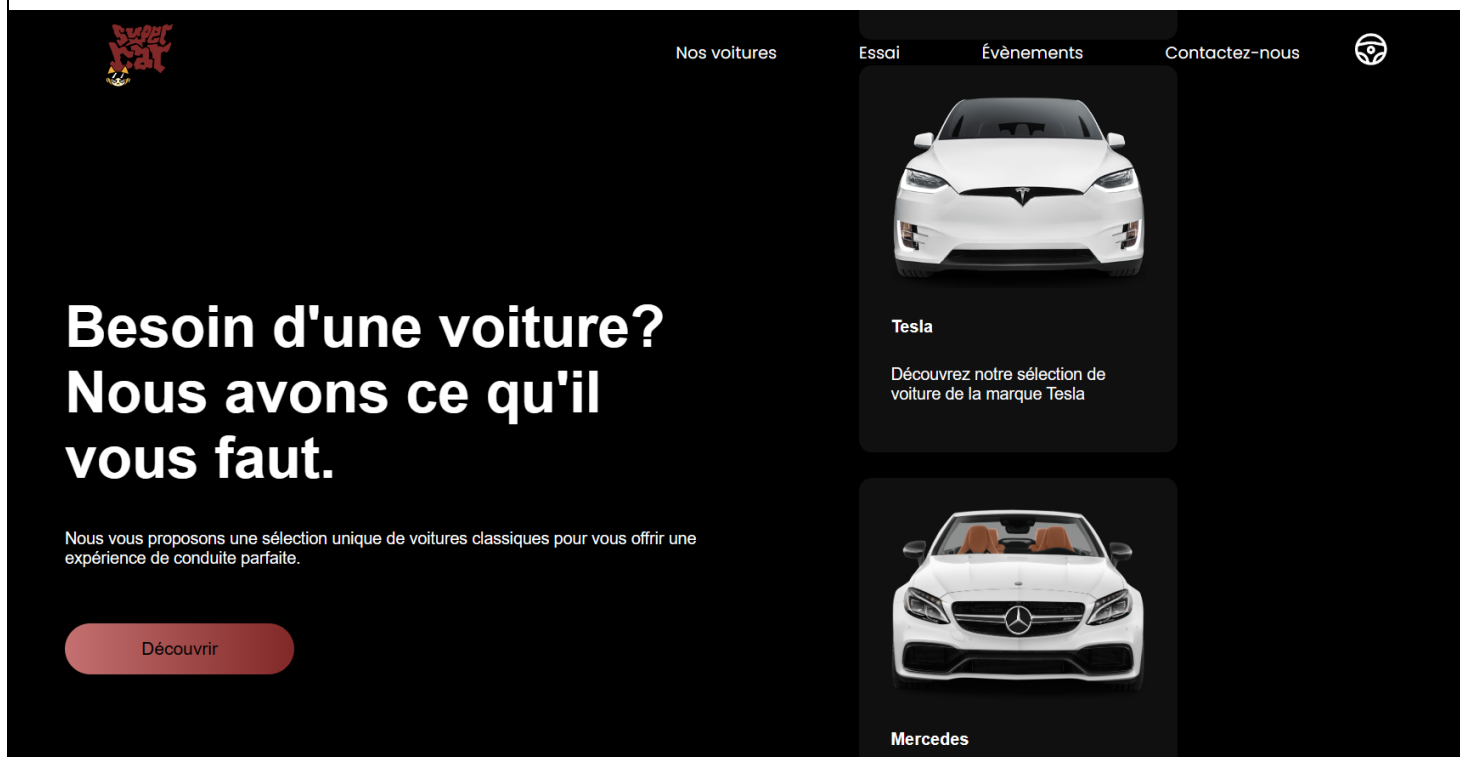 Super
Car
Nos voitures
Essai
Évènements
Contactez-nous
Besoin d'une voiture?
Nous avons ce qu'il
vous faut.
Nous vous proposons une sélection unique de voitures classiques pour vous offrir une
expérience de conduite parfaite.
Découvrir
Tesla
Découvrez notre sélection de
voiture de la marque Tesla
Mercedes